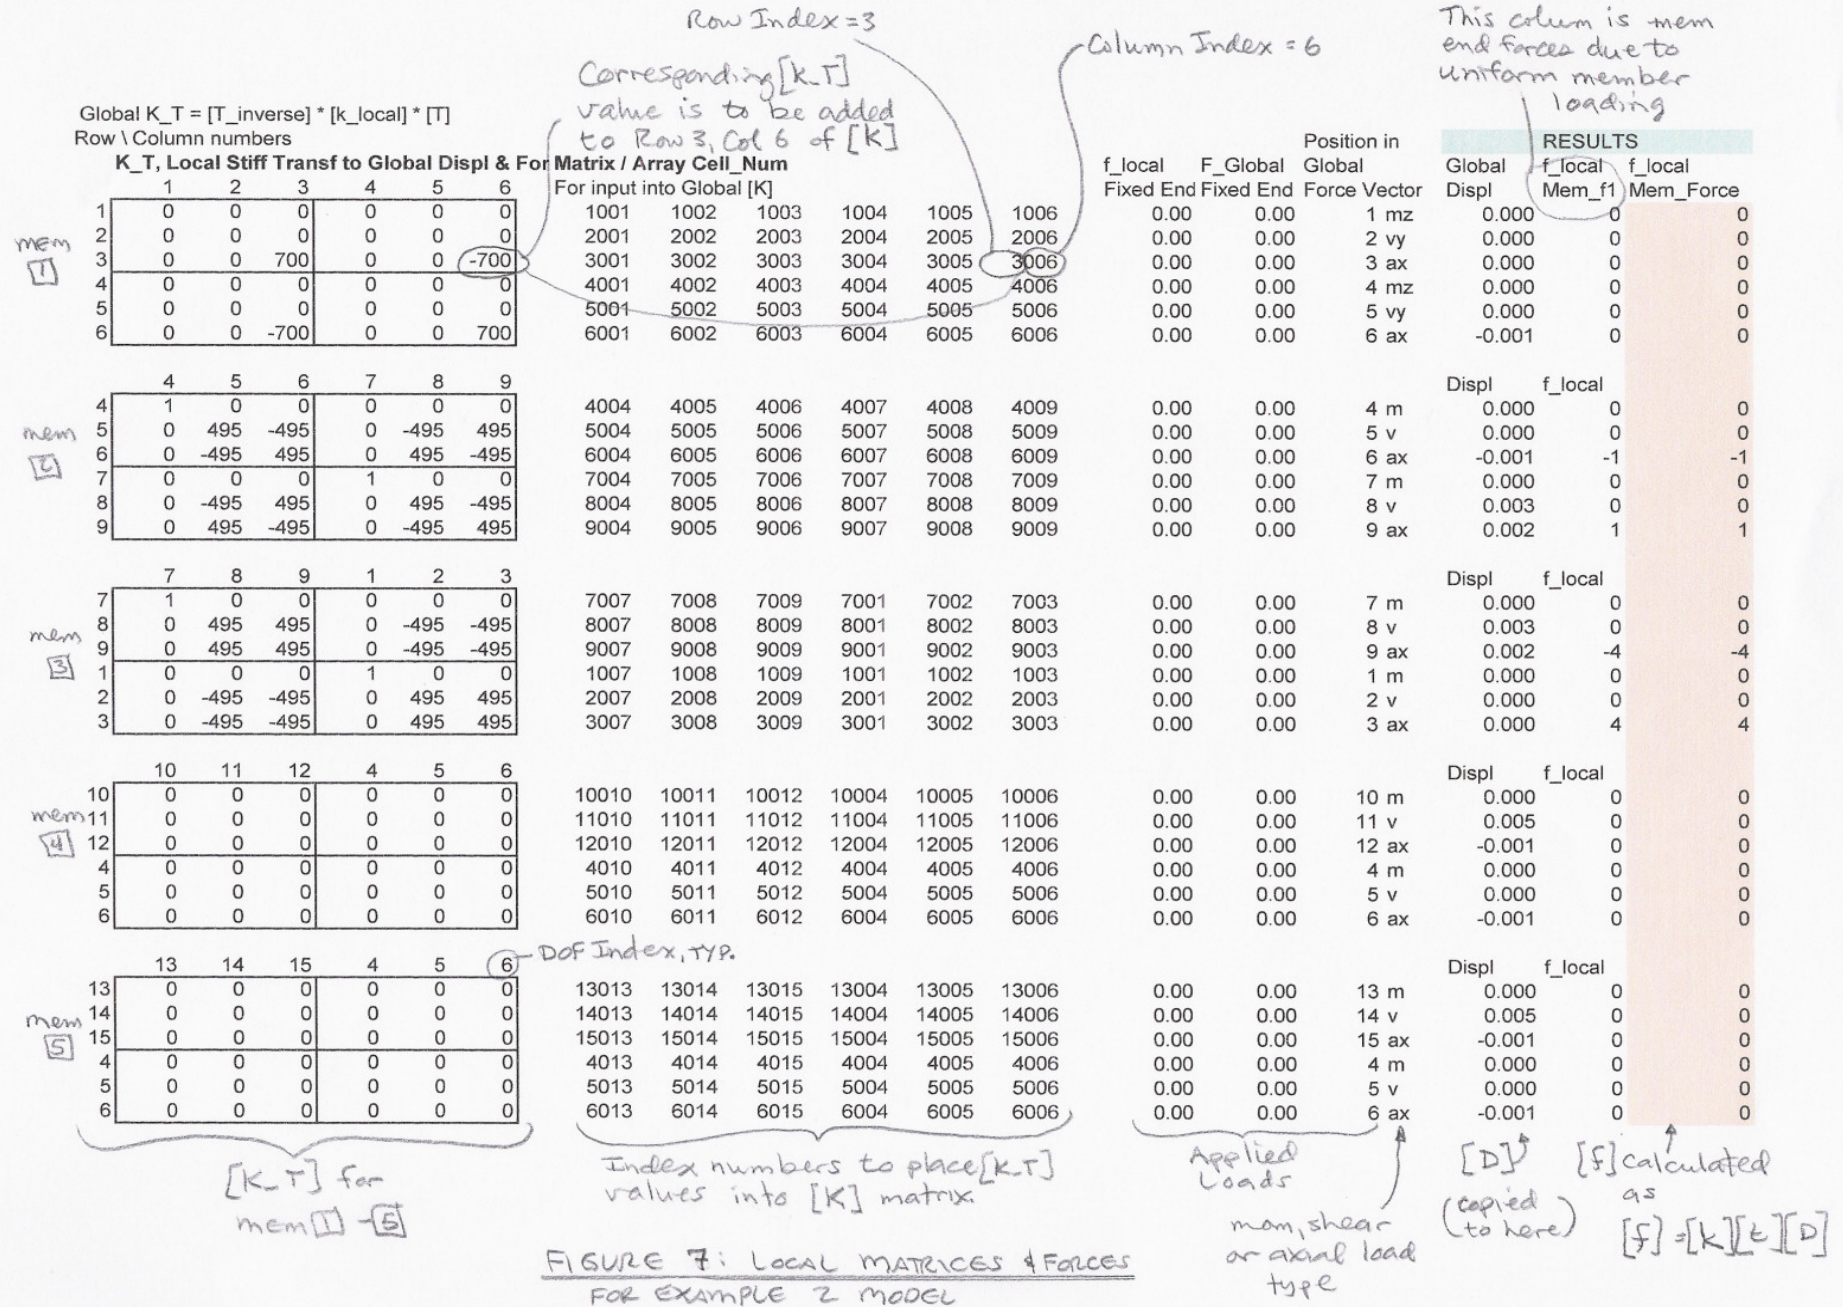 Row Index=3
Column Index = 6
This colum is mem
end forces due to
uniform member
loading
Corresponding [K_T]
value is to be added
to Row 3, Col 6 of [K]
Global K_T = [T_inverse] * [k_local] * [T]
Row \ Column numbers
Position in RESULTS
K_T, Local Stiff Transf to Global Displ & For Matrix / Array Cell_Num f_local F_Global Global Global f_local f_local
1 2 3 4 5 6 For input into Global [K] Fixed End Fixed End Force Vector Displ Mem_f1 Mem_Force
1 0 0 0 0 0 0 1001 1002 1003 1004 1005 1006 0.00 0.00 1 mz 0.000 0 0
mem 2 0 0 0 0 0 0 2001 2002 2003 2004 2005 2006 0.00 0.00 2 vy 0.000 0 0
1 3 0 0 700 0 0 -700 3001 3002 3003 3004 3005 3006 0.00 0.00 3 ax 0.000 0 0
4 0 0 0 0 0 0 4001 4002 4003 4004 4005 4006 0.00 0.00 4 mz 0.000 0 0
5 0 0 0 0 0 0 5001 5002 5003 5004 5005 5006 0.00 0.00 5 vy 0.000 0 0
6 0 0 -700 0 0 700 6001 6002 6003 6004 6005 6006 0.00 0.00 6 ax -0.001 0 0
4 5 6 7 8 9 Displ f_local
4 1 0 0 0 0 0 4004 4005 4006 4007 4008 4009 0.00 0.00 4 m 0.000 0 0
mem 5 0 495 -495 0 -495 495 5004 5005 5006 5007 5008 5009 0.00 0.00 5 v 0.000 0 0
2 6 0 -495 495 0 495 -495 6004 6005 6006 6007 6008 6009 0.00 0.00 6 ax -0.001 -1 -1
7 0 0 0 1 0 0 7004 7005 7006 7007 7008 7009 0.00 0.00 7 m 0.000 0 0
8 0 -495 495 0 495 -495 8004 8005 8006 8007 8008 8009 0.00 0.00 8 v 0.003 0 0
9 0 495 -495 0 -495 495 9004 9005 9006 9007 9008 9009 0.00 0.00 9 ax 0.002 1 1
7 8 9 1 2 3 Displ f_local
7 1 0 0 0 0 0 7007 7008 7009 7001 7002 7003 0.00 0.00 7 m 0.000 0 0
mem 8 0 495 495 0 -495 -495 8007 8008 8009 8001 8002 8003 0.00 0.00 8 v 0.003 0 0
3 9 0 495 495 0 -495 -495 9007 9008 9009 9001 9002 9003 0.00 0.00 9 ax 0.002 -4 -4
1 0 0 0 1 0 0 1007 1008 1009 1001 1002 1003 0.00 0.00 1 m 0.000 0 0
2 0 -495 -495 0 495 495 2007 2008 2009 2001 2002 2003 0.00 0.00 2 v 0.000 0 0
3 0 -495 -495 0 495 495 3007 3008 3009 3001 3002 3003 0.00 0.00 3 ax 0.000 4 4
10 11 12 4 5 6 Displ f_local
10 0 0 0 0 0 0 10010 10011 10012 10004 10005 10006 0.00 0.00 10 m 0.000 0 0
mem 11 0 0 0 0 0 0 11010 11011 11012 11004 11005 11006 0.00 0.00 11 v 0.005 0 0
4 12 0 0 0 0 0 0 12010 12011 12012 12004 12005 12006 0.00 0.00 12 ax -0.001 0 0
4 0 0 0 0 0 0 4010 4011 4012 4004 4005 4006 0.00 0.00 4 m 0.000 0 0
5 0 0 0 0 0 0 5010 5011 5012 5004 5005 5006 0.00 0.00 5 v 0.000 0 0
6 0 0 0 0 0 0 6010 6011 6012 6004 6005 6006 0.00 0.00 6 ax -0.001 0 0
DOF Index, TYP.
13 14 15 4 5 6 Displ f_local
13 0 0 0 0 0 0 13013 13014 13015 13004 13005 13006 0.00 0.00 13 m 0.000 0 0
mem 14 0 0 0 0 0 0 14013 14014 14015 14004 14005 14006 0.00 0.00 14 v 0.005 0 0
5 15 0 0 0 0 0 0 15013 15014 15015 15004 15005 15006 0.00 0.00 15 ax -0.001 0 0
4 0 0 0 0 0 0 4013 4014 4015 4004 4005 4006 0.00 0.00 4 m 0.000 0 0
5 0 0 0 0 0 0 5013 5014 5015 5004 5005 5006 0.00 0.00 5 v 0.000 0 0
6 0 0 0 0 0 0 6013 6014 6015 6004 6005 6006 0.00 0.00 6 ax -0.001 0 0
[K_T] for
mem 1 - 5
Index numbers to place [K_T]
values into [K] matrix.
Applied
Loads
mom, shear
or axial load
type
[D]
(copied
to here)
[f] calculated
as
[f] = [k][t][D]
FIGURE 7: LOCAL MATRICES & FORCES
FOR EXAMPLE 2 MODEL